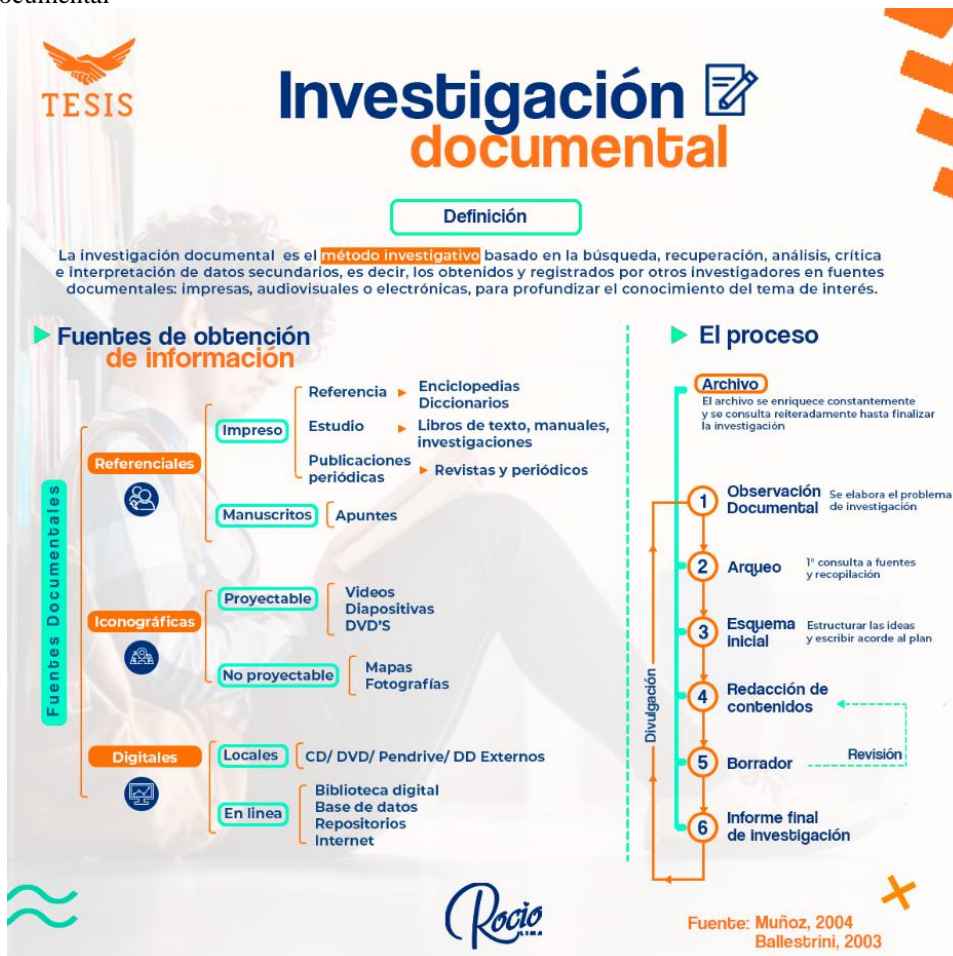 ocumental
TESIS
Investigación
documental
Definición
La investigación documental es el método investigativo basado en la búsqueda, recuperación, análisis, crítica
e interpretación de datos secundarios, es decir, los obtenidos y registrados por otros investigadores en fuentes
documentales: impresas, audiovisuales o electrónicas, para profundizar el conocimiento del tema de interés.
Fuentes de obtención
de información
Fuentes Documentales
Referenciales
Impreso
Referencia
Enciclopedias
Diccionarios
Estudio
Libros de texto, manuales,
investigaciones
Publicaciones
periódicas
Revistas y periódicos
Manuscritos
Apuntes
Iconográficas
Proyectable
Videos
Diapositivas
DVD'S
No proyectable
Mapas
Fotografías
Digitales
Locales
CD/ DVD/ Pendrive/ DD Externos
En linea
Biblioteca digital
Base de datos
Repositorios
Internet
El proceso
Archivo
El archivo se enriquece constantemente
y se consulta reiteradamente hasta finalizar
la investigación
1
Observación
Documental
Se elabora el problema
de investigación
2
Arqueo
1° consulta a fuentes
y recopilación
3
Esquema
inicial
Estructurar las ideas
y escribir acorde al plan
4
Redacción de
contenidos
5
Borrador
Revisión
6
Informe final
de investigación
Divulgación
Rocio
LIMA
Fuente: Muñoz, 2004
Ballestrini, 2003